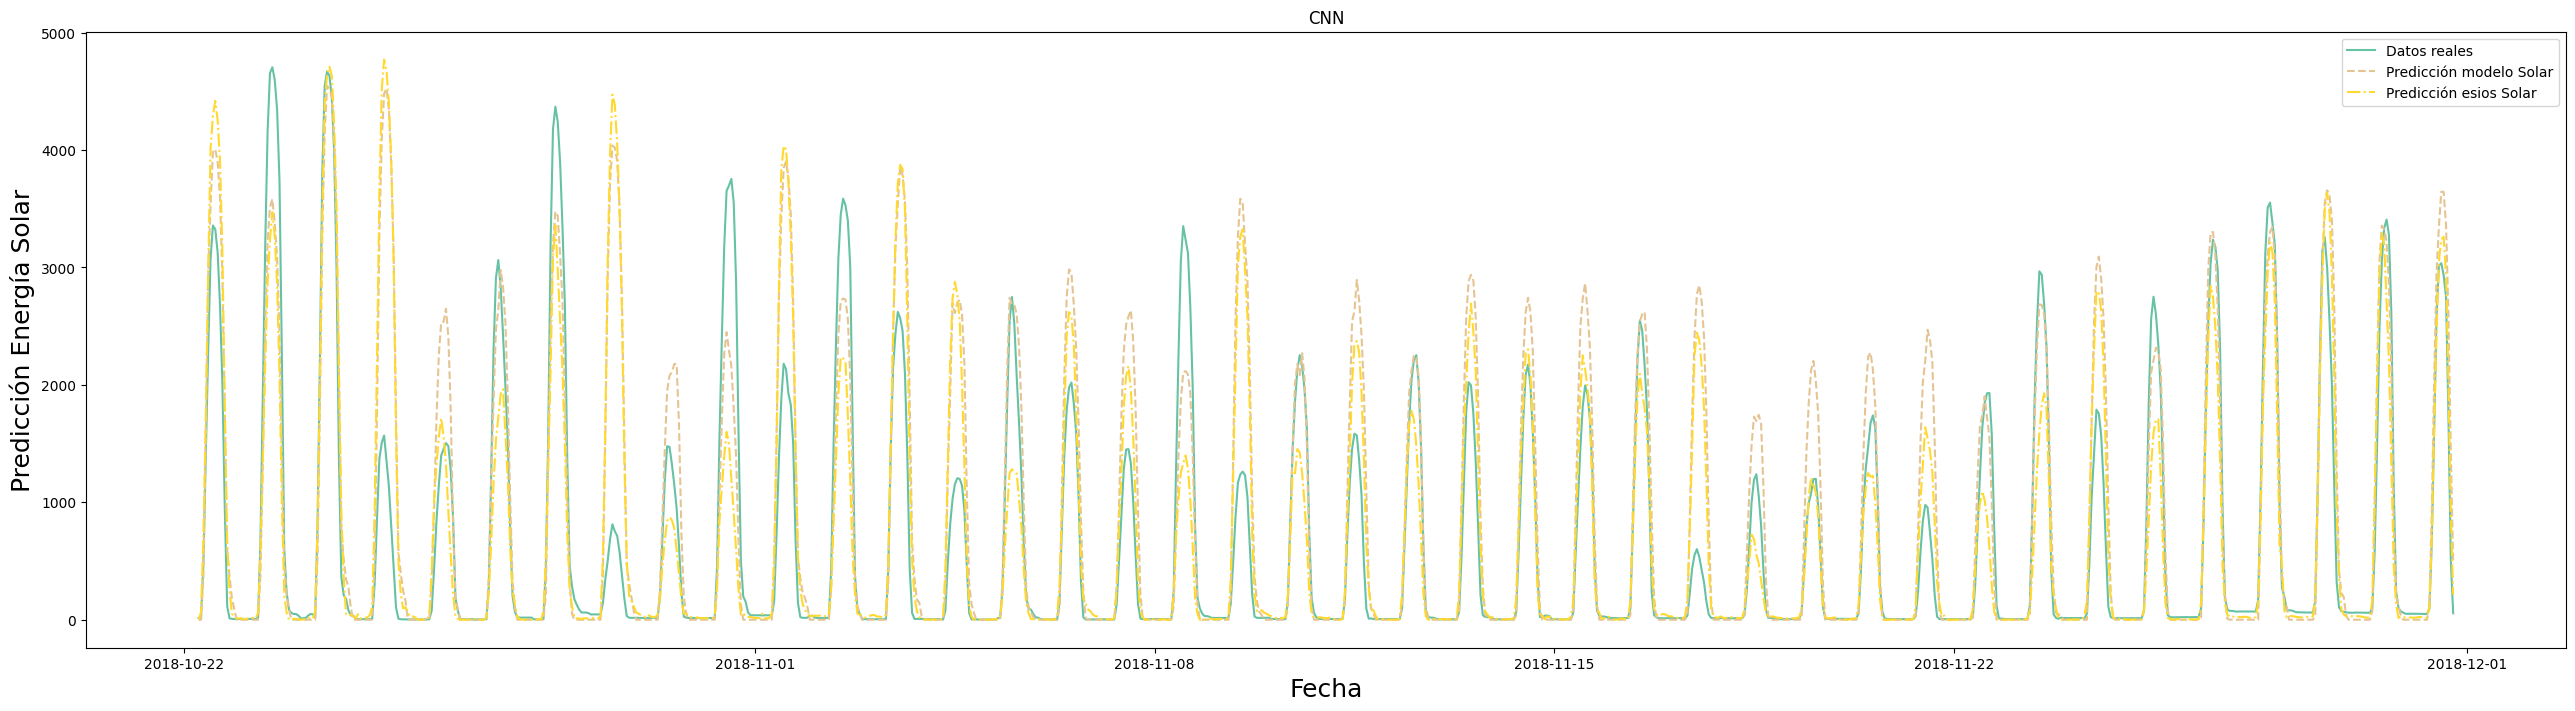 CNN
Predicción Energía Solar
5000
4000
3000
2000
1000
0
Datos reales
Predicción modelo Solar
Predicción esios Solar
2018-10-22
2018-11-01
2018-11-08
2018-11-15
2018-11-22
2018-12-01
Fecha